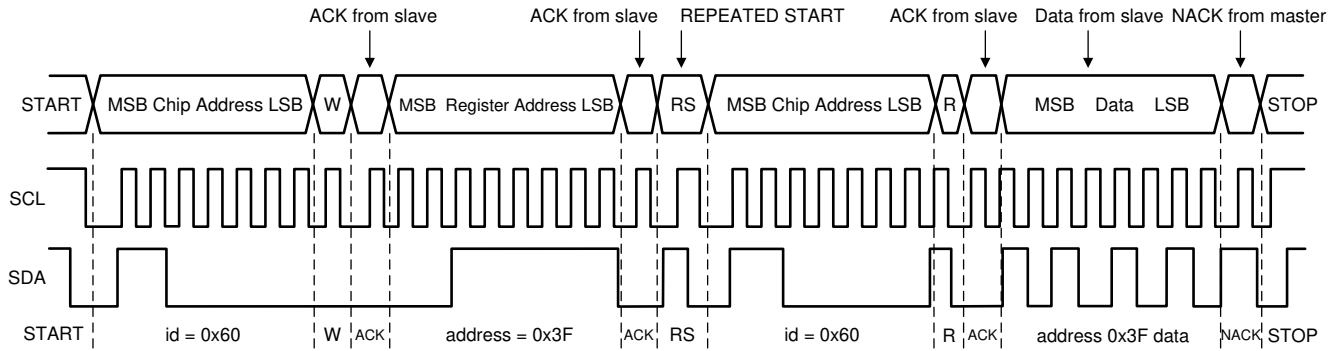 ACK from slave ACK from slave REPEATED START ACK from slave Data from slave NACK from master
START MSB Chip Address LSB W MSB Register Address LSB RS MSB Chip Address LSB R MSB Data LSB STOP
SCL
SDA
START id = 0x60 W ACK address = 0x3F ACK RS id = 0x60 R ACK address 0x3F data NACK STOP